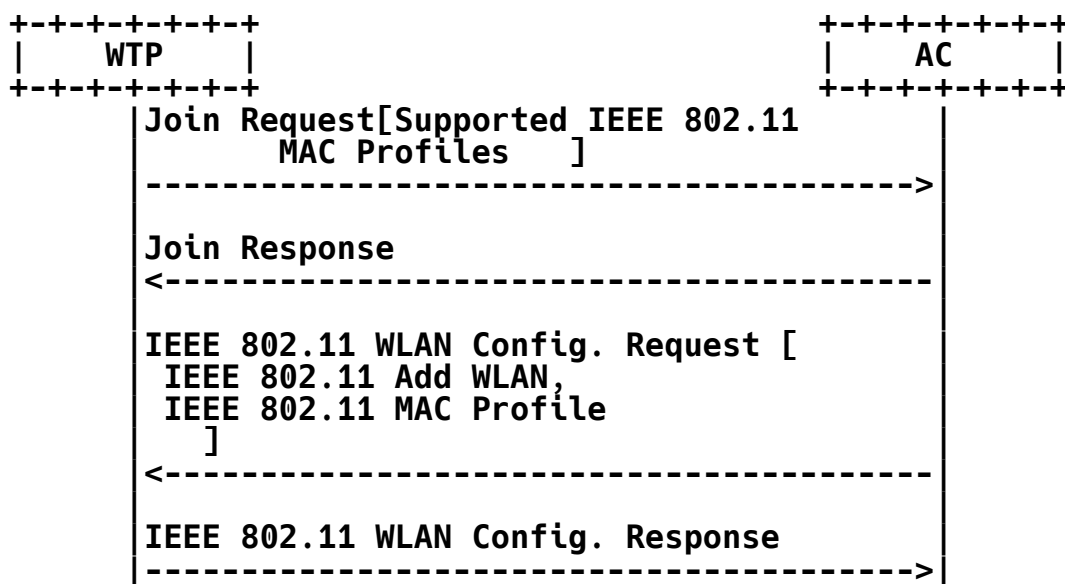 +-+-+-+-+-+-+ +-+-+-+-+-+-+
| WTP | | AC |
+-+-+-+-+-+-+ +-+-+-+-+-+-+
|Join Request[Supported IEEE 802.11 |
| MAC Profiles ] |
|---------------------------------------->|
| |
|Join Response |
|<----------------------------------------|
| |
|IEEE 802.11 WLAN Config. Request [ |
| IEEE 802.11 Add WLAN, |
| IEEE 802.11 MAC Profile |
| ] |
|<----------------------------------------|
| |
|IEEE 802.11 WLAN Config. Response |
|---------------------------------------->|